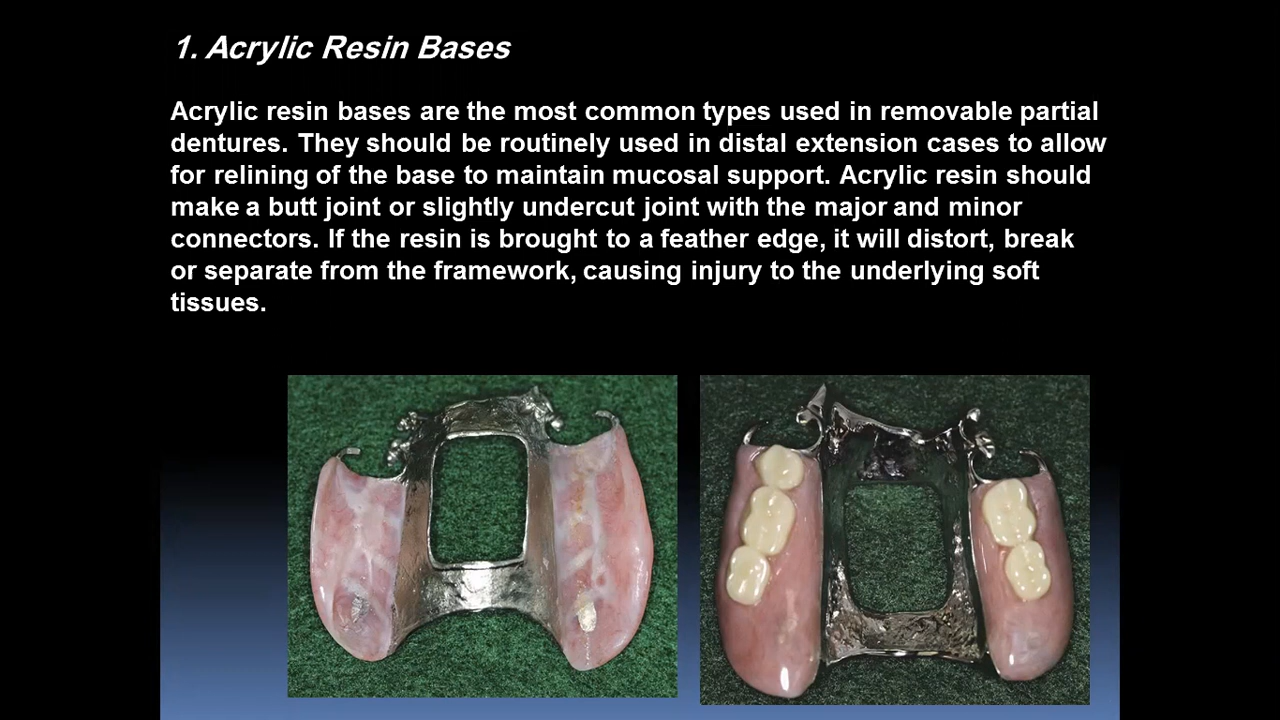 1. Acrylic Resin Bases
Acrylic resin bases are the most common types used in removable partial
dentures. They should be routinely used in distal extension cases to allow
for relining of the base to maintain mucosal support. Acrylic resin should
make a butt joint or slightly undercut joint with the major and minor
connectors. If the resin is brought to a feather edge, it will distort, break
or separate from the framework, causing injury to the underlying soft
tissues.